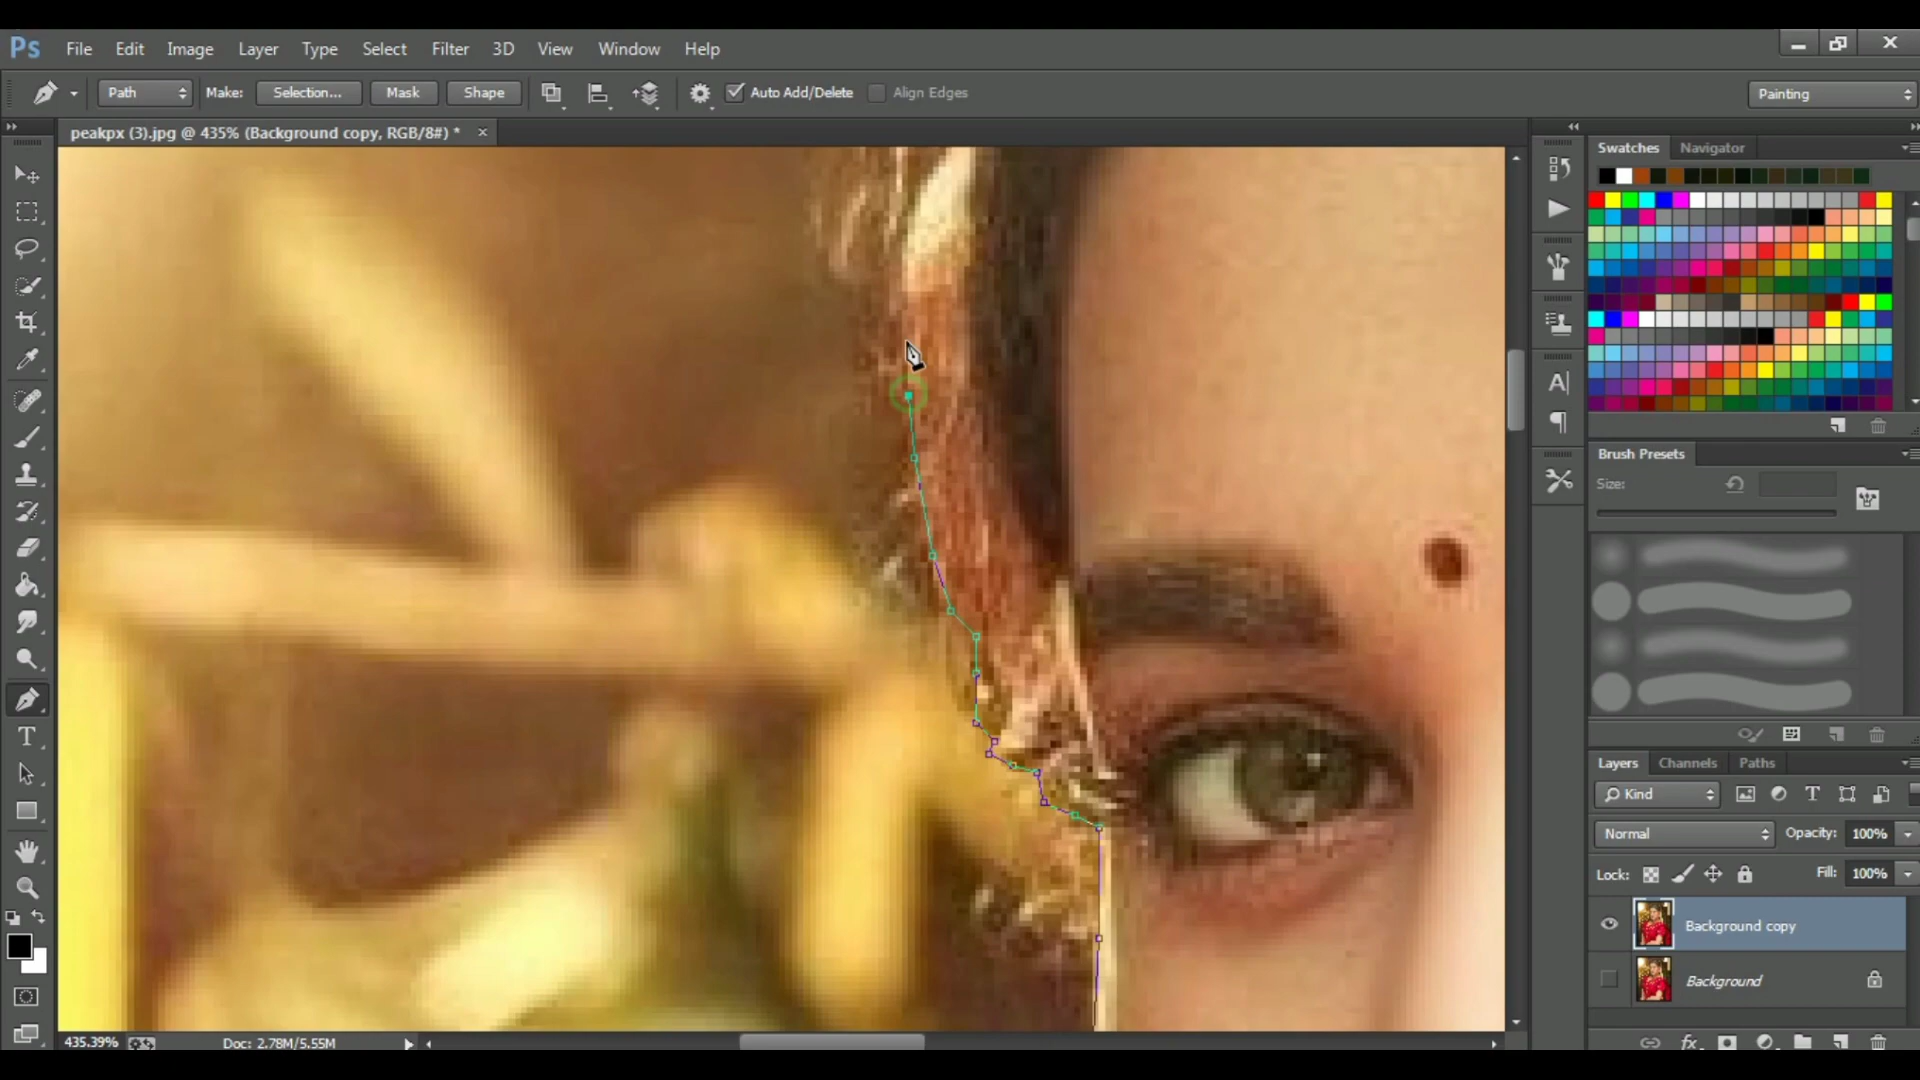 Ps File Edit Image Layer Type Select Filter 3D View Window Help
Path Make: Selection... Mask Shape Auto Add/Delete Align Edges Painting
peakpx (3).jpg @ 435% (Background copy, RGB/8#) *
Swatches Navigator
Brush Presets
Size:
Layers Channels Paths
Kind
Normal Opacity: 100%
Lock: Fill: 100%
Background copy
Background
435.39% Doc: 2.78M/5.55M